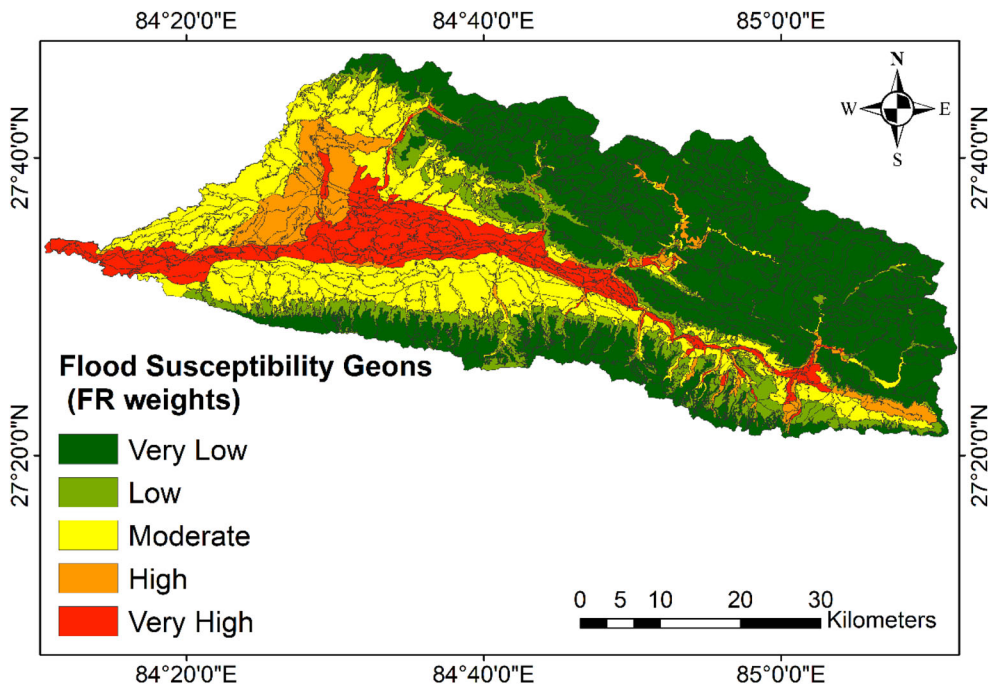 84°20'0"E 84°40'0"E 85°0'0"E
N
W E
S
27°40'0"N 27°40'0"N
27°20'0"N 27°20'0"N
Flood Susceptibility Geons
(FR weights)
Very Low
Low
Moderate
High
Very High
0 5 10 20 30
Kilometers
84°20'0"E 84°40'0"E 85°0'0"E